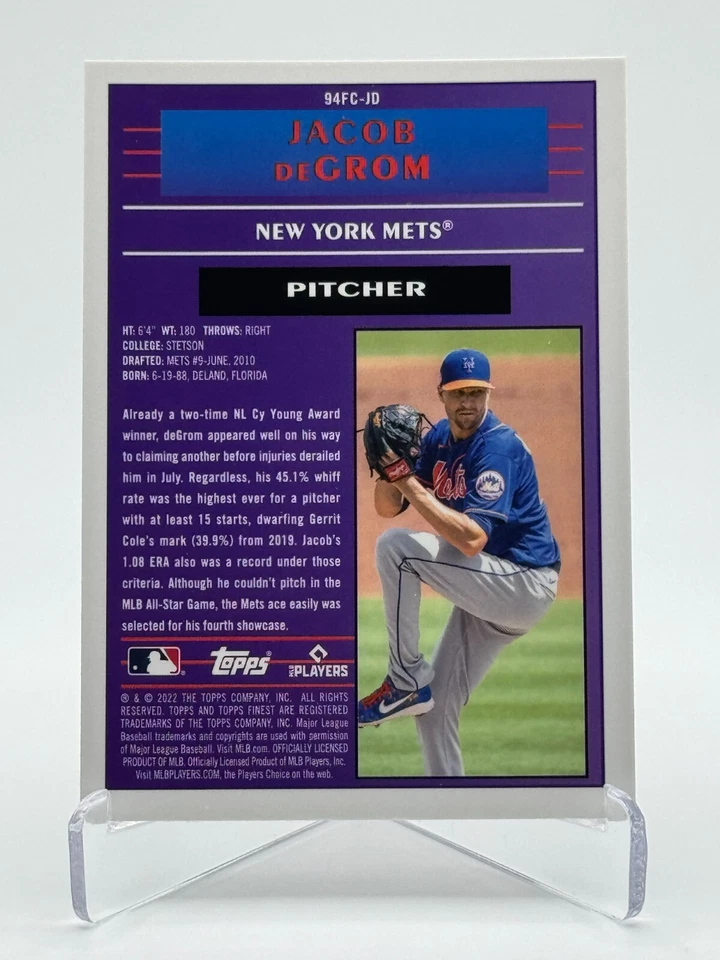 94FC-JD
JACOB
DEGROM
NEW YORK METS®
PITCHER
HT: 6'4" WT: 180 THROWS: RIGHT
COLLEGE: STETSON
DRAFTED: METS #9-JUNE, 2010
BORN: 6-19-88, DELAND, FLORIDA
Already a two-time NL Cy Young Award
winner, deGrom appeared well on his way
to claiming another before injuries derailed
him in July. Regardless, his 45.1% whiff
rate was the highest ever for a pitcher
with at least 15 starts, dwarfing Gerrit
Cole's mark (39.9%) from 2019. Jacob's
1.08 ERA also was a record under those
criteria. Although he couldn't pitch in the
MLB All-Star Game, the Mets ace easily was
selected for his fourth showcase.
Topps®
MLB PLAYERS
® & © 2022 THE TOPPS COMPANY, INC. ALL RIGHTS
RESERVED. TOPPS AND TOPPS FINEST ARE REGISTERED
TRADEMARKS OF THE TOPPS COMPANY, INC. Major League
Baseball trademarks and copyrights are used with permission
of Major League Baseball. Visit MLB.com. OFFICIALLY LICENSED
PRODUCT OF MLB. Officially Licensed Product of MLB Players, Inc.
Visit MLBPLAYERS.COM, the Players Choice on the web.
NY
Mets